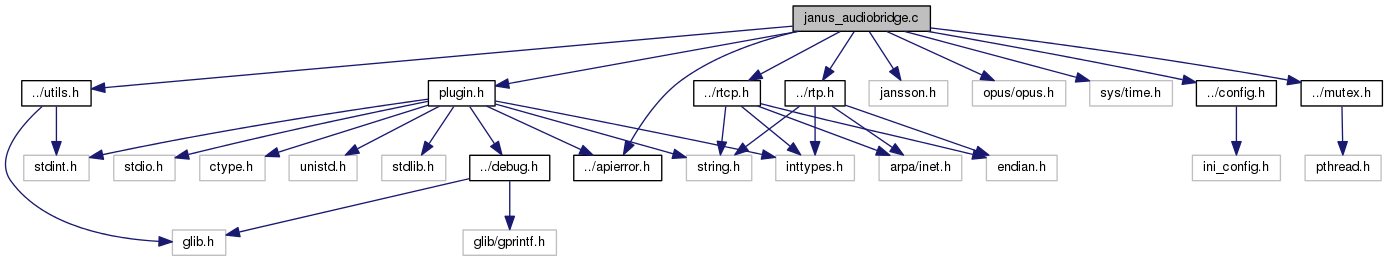 janus_audiobridge.c
../utils.h
plugin.h
../rtcp.h
../rtp.h
jansson.h
opus/opus.h
sys/time.h
../config.h
../mutex.h
stdint.h
stdio.h
ctype.h
unistd.h
stdlib.h
../debug.h
../apierror.h
string.h
inttypes.h
arpa/inet.h
endian.h
ini_config.h
pthread.h
glib.h
glib/gprintf.h